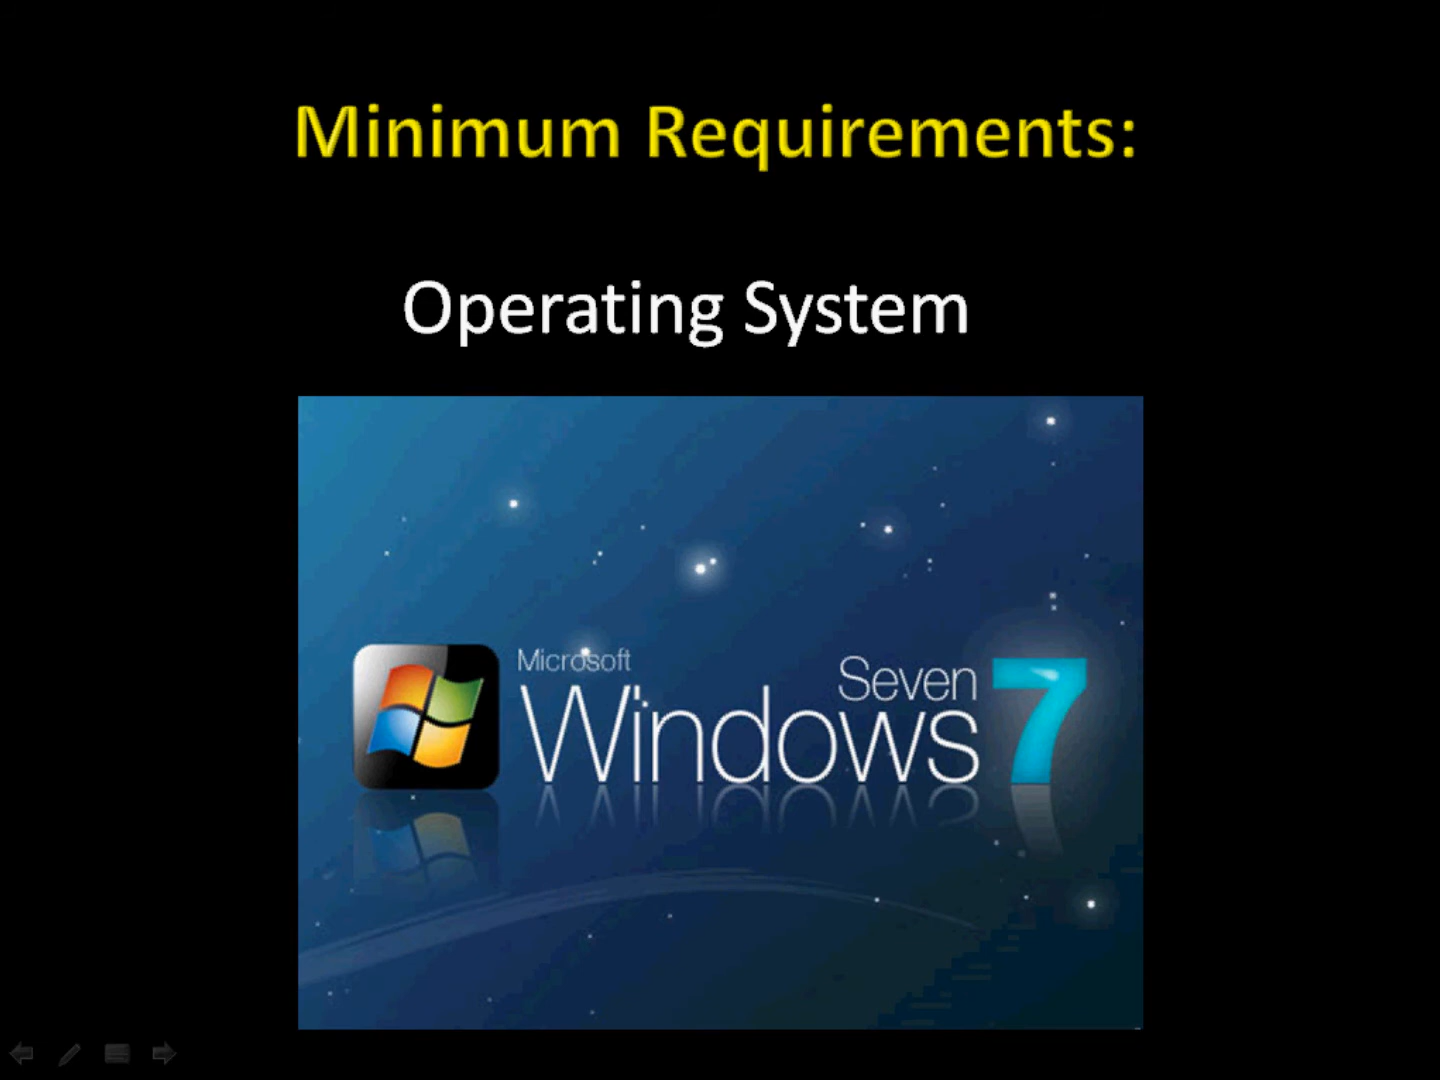 Minimum Requirements:
Operating System
Microsoft
Seven
Windows 7